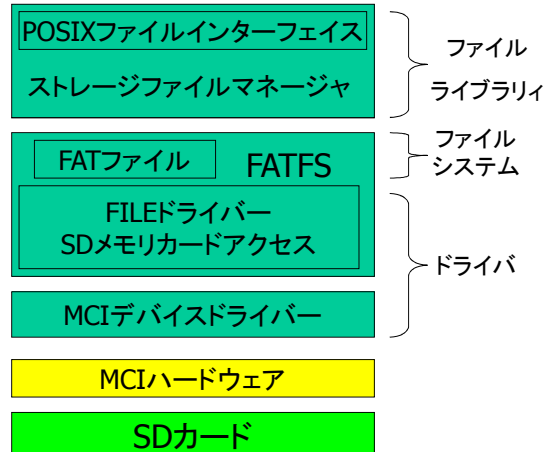 POSIXファイルインターフェイス
ストレージファイルマネージャ
ファイル
ライブラリィ
FATファイル
FATFS
ファイル
システム
FILEドライバー
SDメモリカードアクセス
ドライバ
MCIデバイスドライバー
MCIハードウェア
SDカード